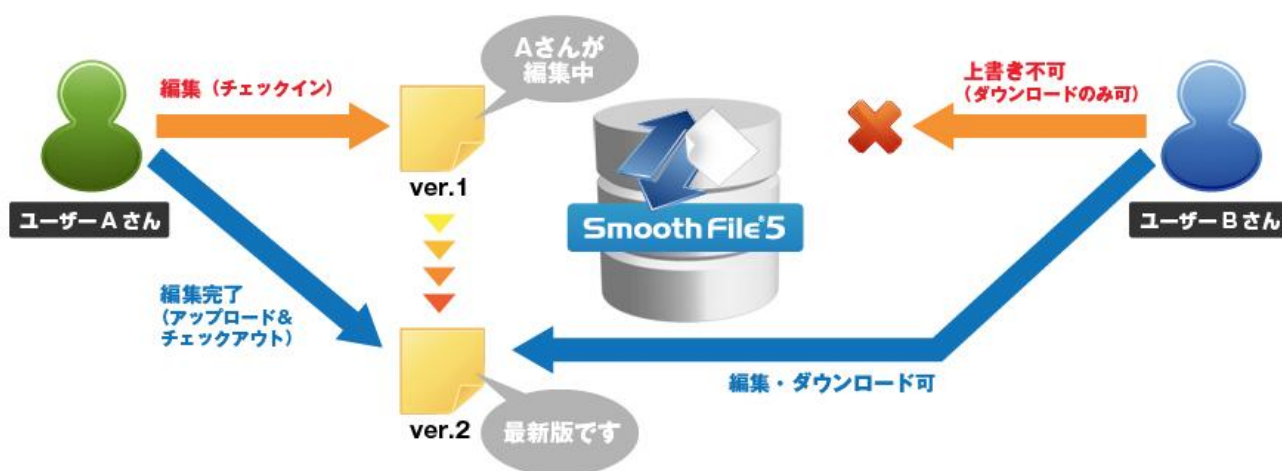 Aさんが
編集中
編集（チェックイン）
上書き不可
（ダウンロードのみ可）
ver.1
ユーザーAさん
Smooth File®5
ユーザーBさん
編集完了
（アップロード&
チェックアウト）
編集・ダウンロード可
ver.2
最新版です